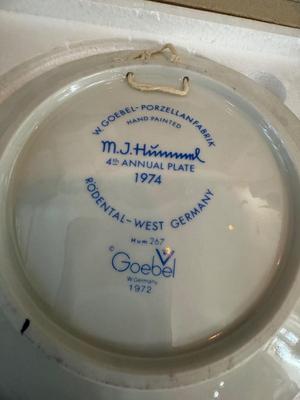 W. GOEBEL-PORZELLANFABRIK
HAND PAINTED
M.J. Hummel
4th ANNUAL PLATE
1974
RÖDENTAL-WEST GERMANY
Hum 267
© Goebel
W. Germany
1972